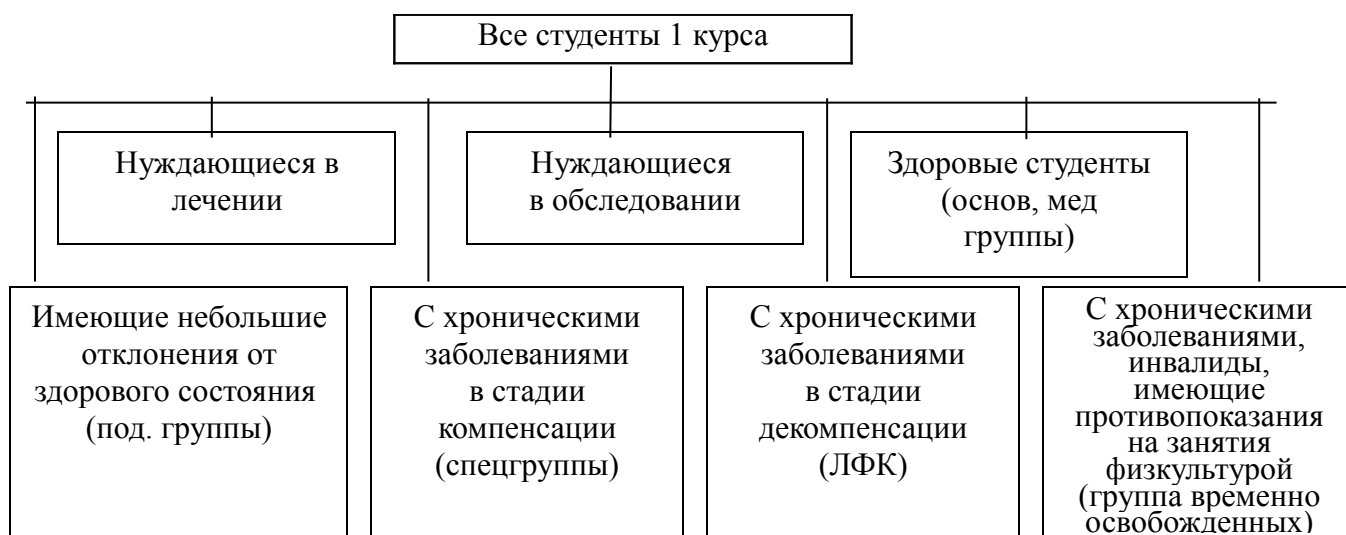 Все студенты 1 курса
Нуждающиеся в
лечении
Нуждающиеся
в обследовании
Здоровые студенты
(основ, мед
группы)
Имеющие небольшие
отклонения от
здорового состояния
(под. группы)
С хроническими
заболеваниями
в стадии
компенсации
(спецгруппы)
С хроническими
заболеваниями
в стадии
декомпенсации
(ЛФК)
С хроническими
заболеваниями,
инвалиды,
имеющие
противопоказания
на занятия
физкультурой
(группа временно
освобожденных)